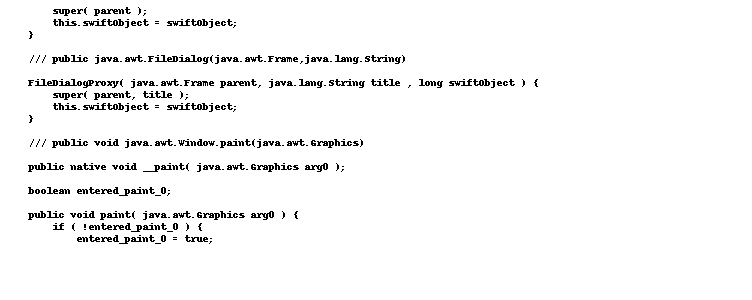 super( parent );
this.swiftObject = swiftObject;
}
/// public java.awt.FileDialog(java.awt.Frame,java.lang.String)
FileDialogProxy( java.awt.Frame parent, java.lang.String title , long swiftObject ) {
super( parent, title );
this.swiftObject = swiftObject;
}
/// public void java.awt.Window.paint(java.awt.Graphics)
public native void __paint( java.awt.Graphics arg0 );
boolean entered_paint_0;
public void paint( java.awt.Graphics arg0 ) {
if ( !entered_paint_0 ) {
entered_paint_0 = true;